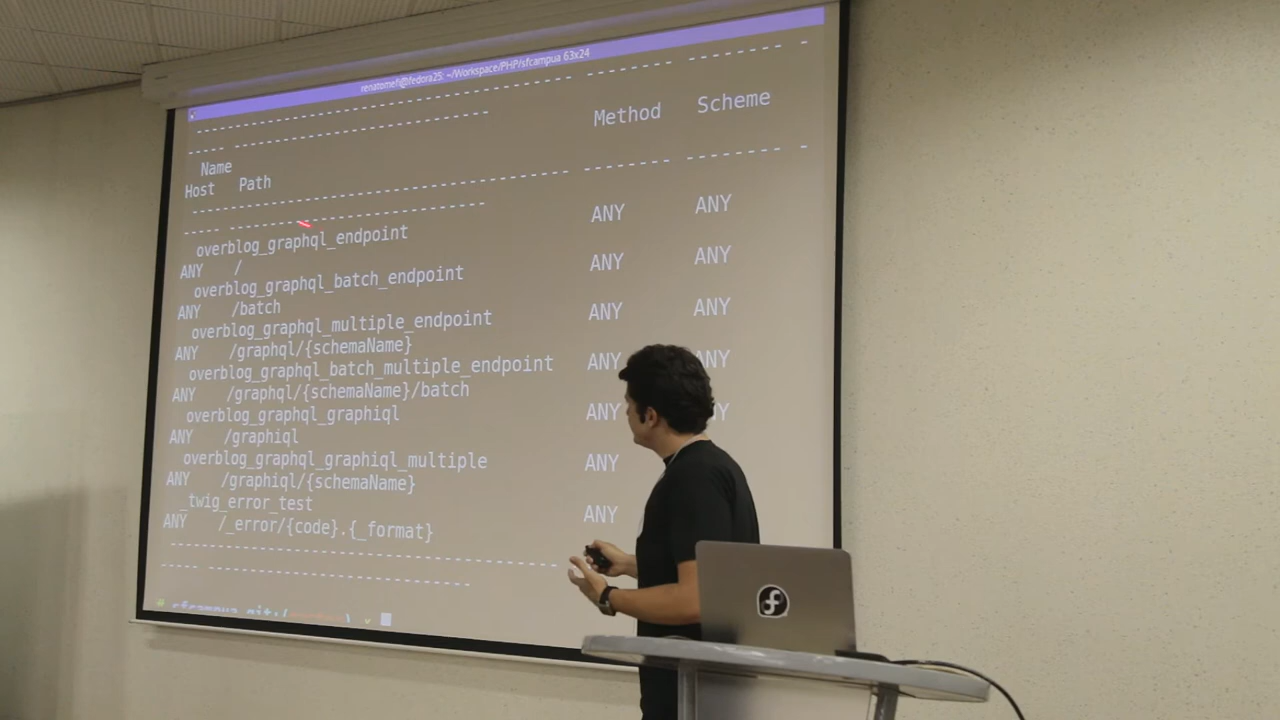 renatomefi@fedora25: ~/Workspace/PHP/sfcampua 63x24
---------------------------------------- -------- -------- -
----- --------------------------
Name Method Scheme
Host Path
---------------------------------------- -------- -------- -
----- --------------------------
overblog_graphql_endpoint ANY ANY
ANY /
overblog_graphql_batch_endpoint ANY ANY
ANY /batch
overblog_graphql_multiple_endpoint ANY ANY
ANY /graphql/{schemaName}
overblog_graphql_batch_multiple_endpoint ANY ANY
ANY /graphql/{schemaName}/batch
overblog_graphql_graphiql ANY
ANY /graphiql
overblog_graphql_graphiql_multiple ANY
ANY /graphiql/{schemaName}
_twig_error_test ANY
ANY /_error/{code}.{_format}
----------------------------------------
----- --------------------------